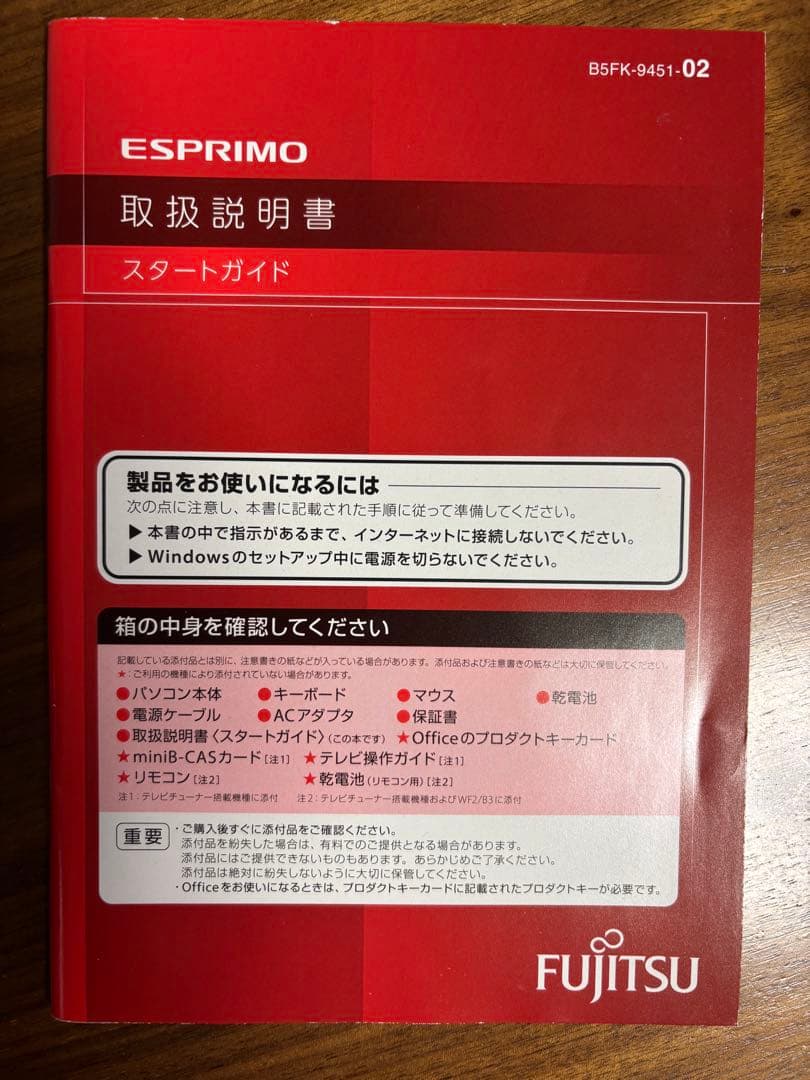 B5FK-9451-02
ESPRIMO
取扱説明書
スタートガイド
製品をお使いになるには
次の点に注意し、本書に記載された手順に従って準備してください。
▶本書の中で指示があるまで、インターネットに接続しないでください。
▶Windowsのセットアップ中に電源を切らないでください。
箱の中身を確認してください
記載している添付品とは別に、注意書きの紙などが入っている場合があります。添付品および注意書きの紙などは大切に保管してください。
★:ご利用の機種により添付されていない場合があります。
●パソコン本体 ●キーボード ●マウス ●乾電池
●電源ケーブル ●ACアダプタ ●保証書
●取扱説明書〈スタートガイド〉(この本です) ★Officeのプロダクトキーカード
★miniB-CASカード[注1] ★テレビ操作ガイド[注1]
★リモコン[注2] ★乾電池(リモコン用)[注2]
注1:テレビチューナー搭載機種に添付 注2:テレビチューナー搭載機種およびWF2/B3に添付
重要
・ご購入後すぐに添付品をご確認ください。
添付品を紛失した場合は、有料でのご提供となる場合があります。
添付品にはご提供できないものもあります。あらかじめご了承ください。
添付品は絶対に紛失しないように大切に保管してください。
・Officeをお使いになるときは、プロダクトキーカードに記載されたプロダクトキーが必要です。
FUJITSU